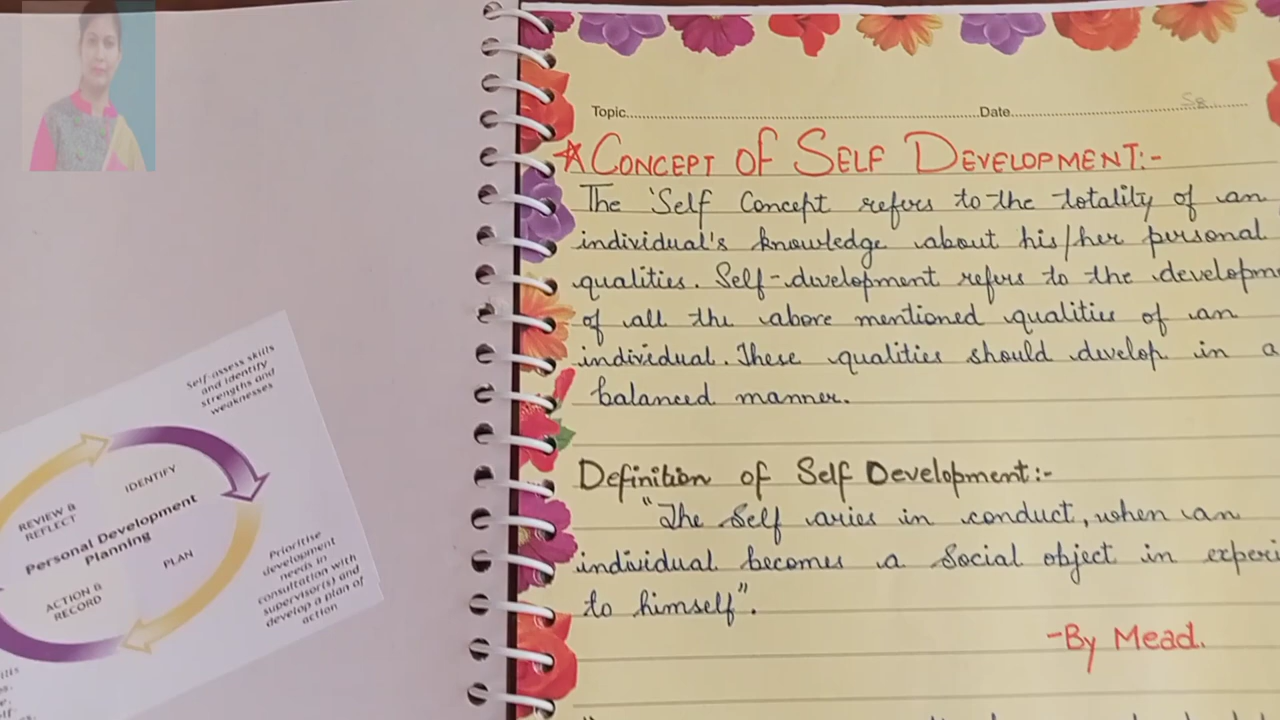 Self-assess skills
and identify
strengths and
weaknesses
IDENTIFY
REVIEW &
REFLECT
Personal Development
Planning
PLAN
ACTION &
RECORD
Prioritise
development
needs in
consultation with
supervisor(s) and
develop a plan of
action
Topic Date
* CONCEPT OF SELF DEVELOPMENT:-
The 'Self Concept refers to the totality of an
individual's knowledge about his/her personal
qualities. Self-development refers to the developm
of all the above mentioned qualities of an
individual. These qualities should develop in a
balanced manner.
Definition of Self Development:-
"The Self aries in conduct, when an
individual becomes a Social object in experi
to himself".
-By Mead.